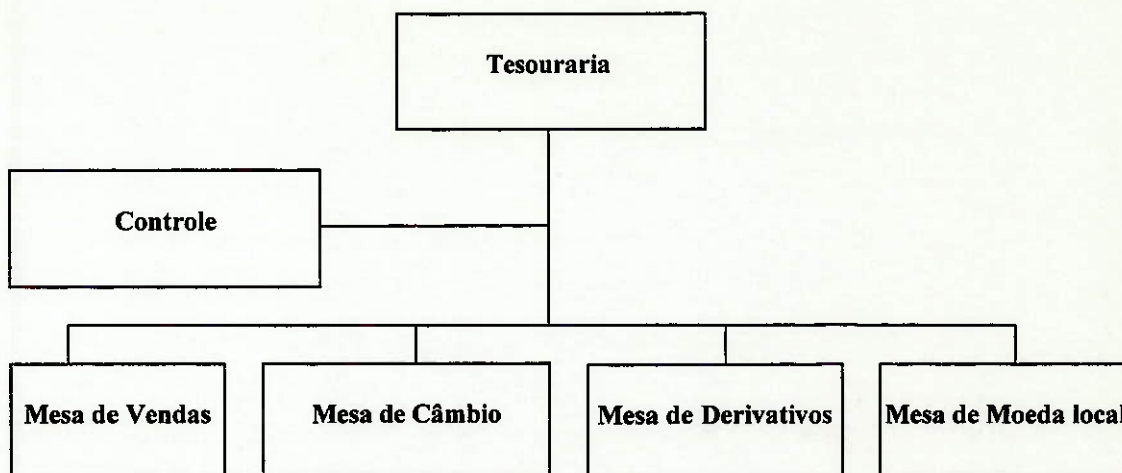 Tesouraria
Controle
Mesa de Vendas
Mesa de Câmbio
Mesa de Derivativos
Mesa de Moeda local